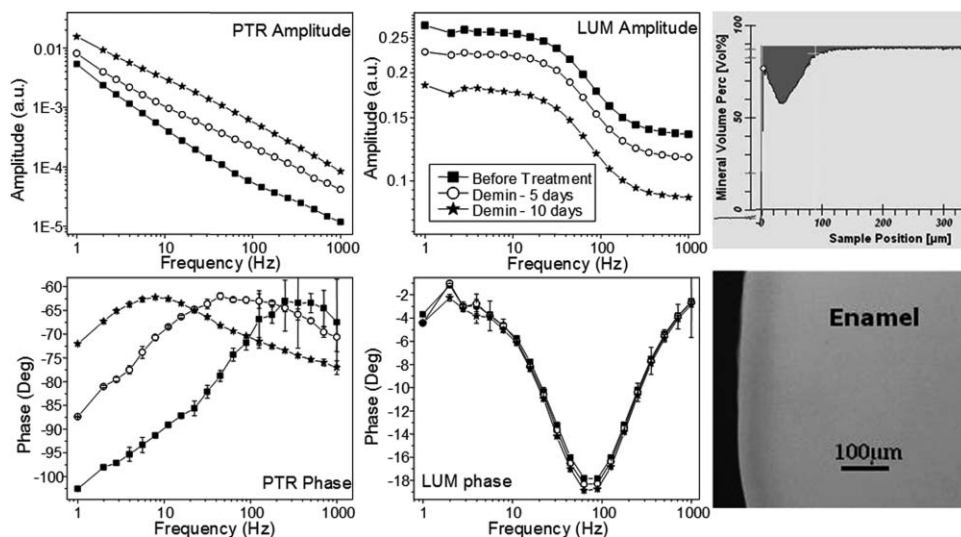 PTR Amplitude
Amplitude (a.u.)
0.01
1E-3
1E-4
1E-5
1
10
100
1000
Frequency (Hz)
LUM Amplitude
Amplitude (a.u.)
0.25
0.2
0.15
0.1
Before Treatment
Demin - 5 days
Demin - 10 days
1
10
100
1000
Frequency (Hz)
Mineral Volume Perc [Vol%]
100
50
0
-0
100
-200
300
Sample Position [µm]
Phase (Deg)
-60
-65
-70
-75
-80
-85
-90
-95
-100
PTR Phase
1
10
100
1000
Frequency (Hz)
Phase (Deg)
-2
-4
-6
-8
-10
-12
-14
-16
-18
LUM phase
1
10
100
1000
Frequency (Hz)
Enamel
100µm